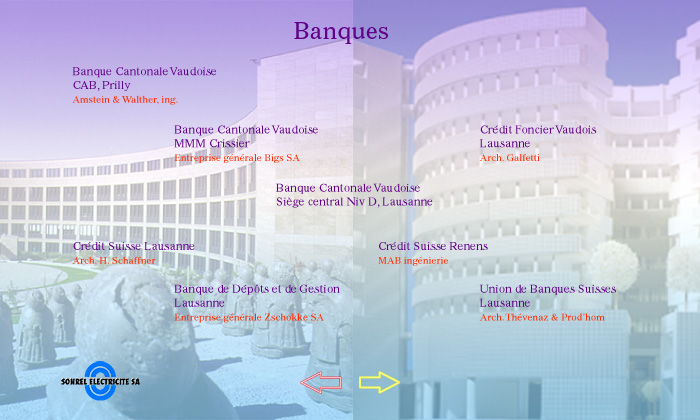 Banques
Banque Cantonale Vaudoise
CAB, Prilly
Amstein & Walther, ing.
Banque Cantonale Vaudoise
MMM Crissier
Entreprise générale Bigs SA
Crédit Foncier Vaudois
Lausanne
Arch. Galfetti
Banque Cantonale Vaudoise
Siège central Niv D, Lausanne
Crédit Suisse Lausanne
Arch. H. Schaffner
Crédit Suisse Renens
MAB ingénierie
Banque de Dépôts et de Gestion
Lausanne
Entreprise générale Zschokke SA
Union de Banques Suisses
Lausanne
Arch. Thévenaz & Prod'hom
SONREL ELECTRICITE SA